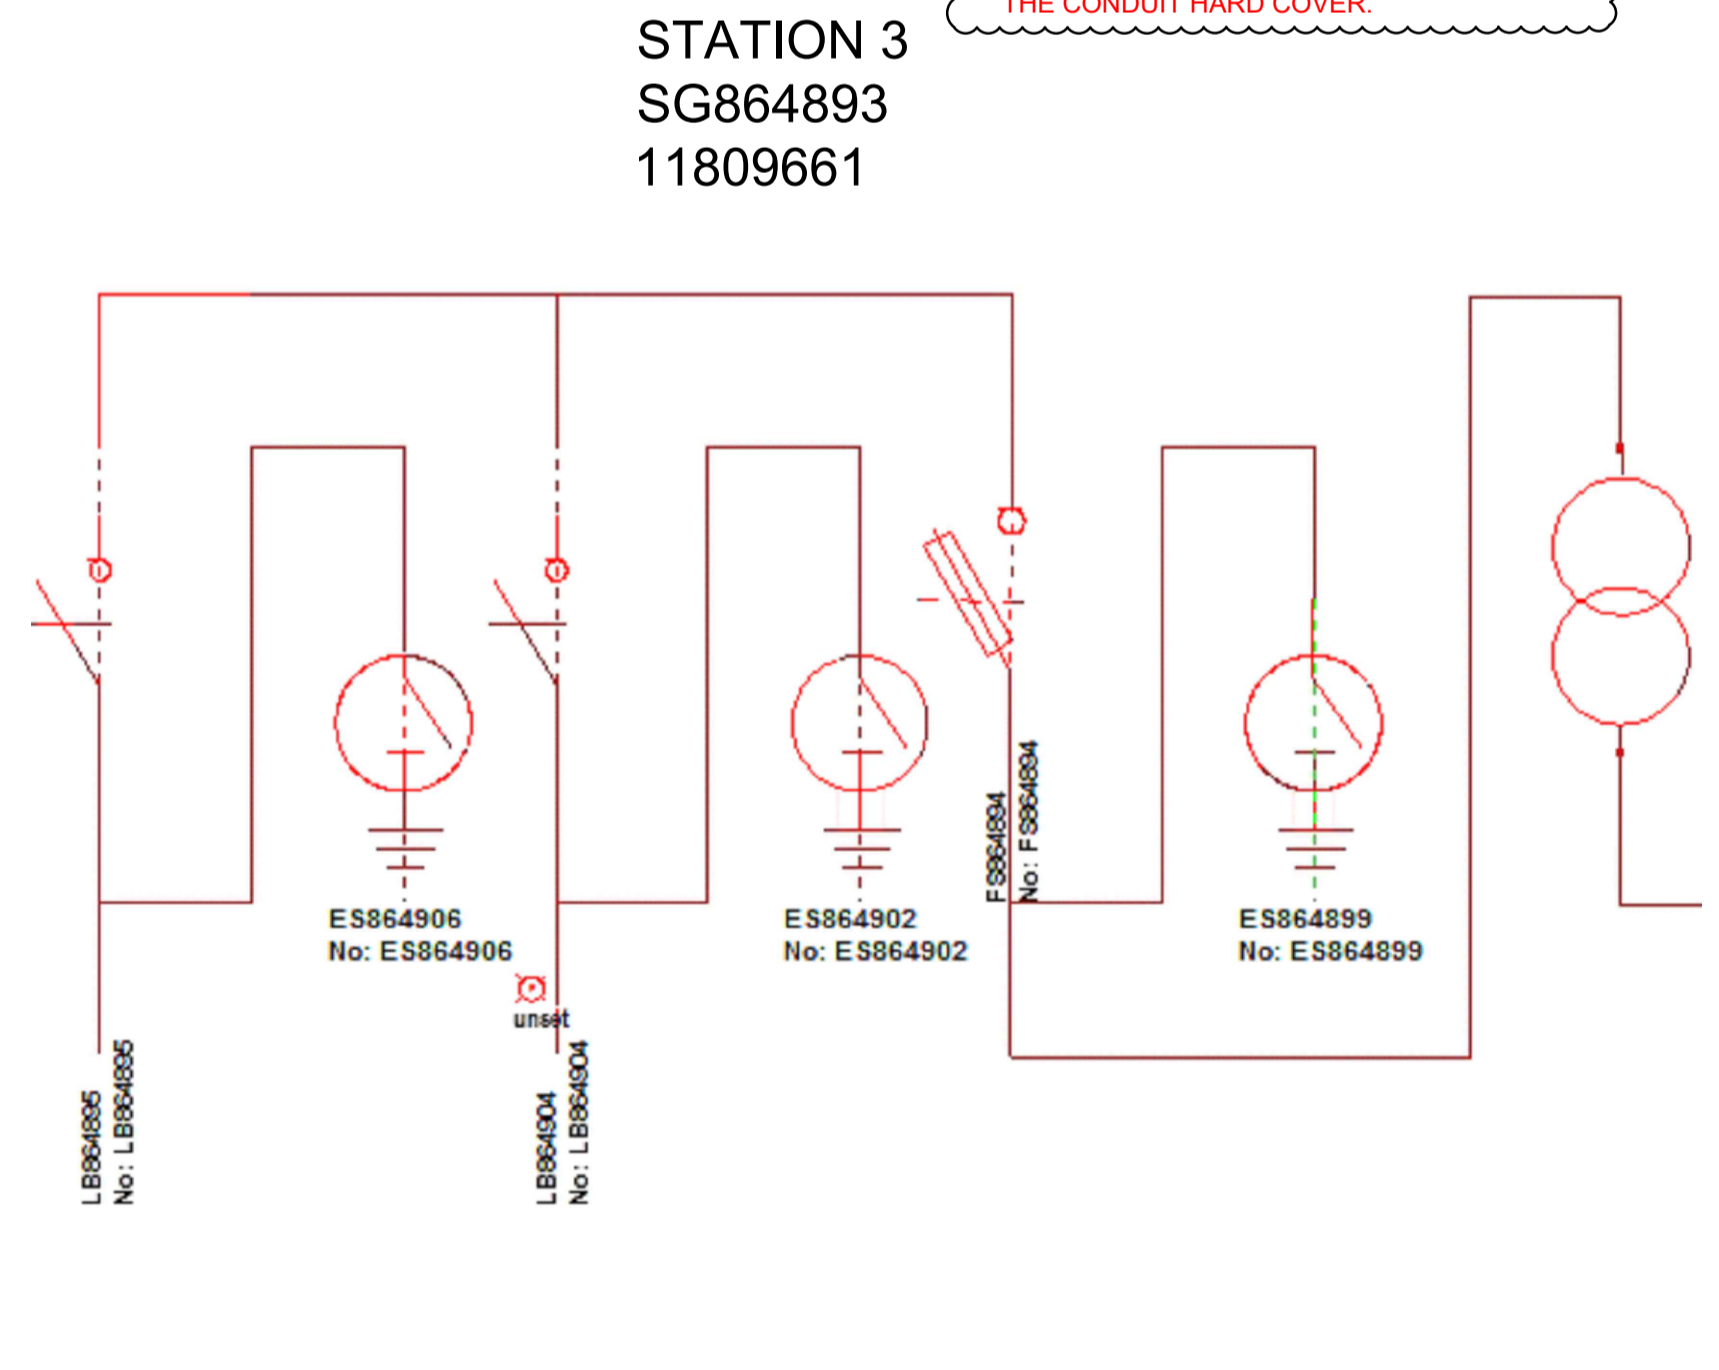 THE CONDUIT HARD COVER.
STATION 3
SG864893
11809661
FS864894
No: FS864894
ES864906
No: ES864906
ES864902
No: ES864902
ES864899
No: ES864899
unset
LB864895
No: LB864895
LB864904
No: LB864904